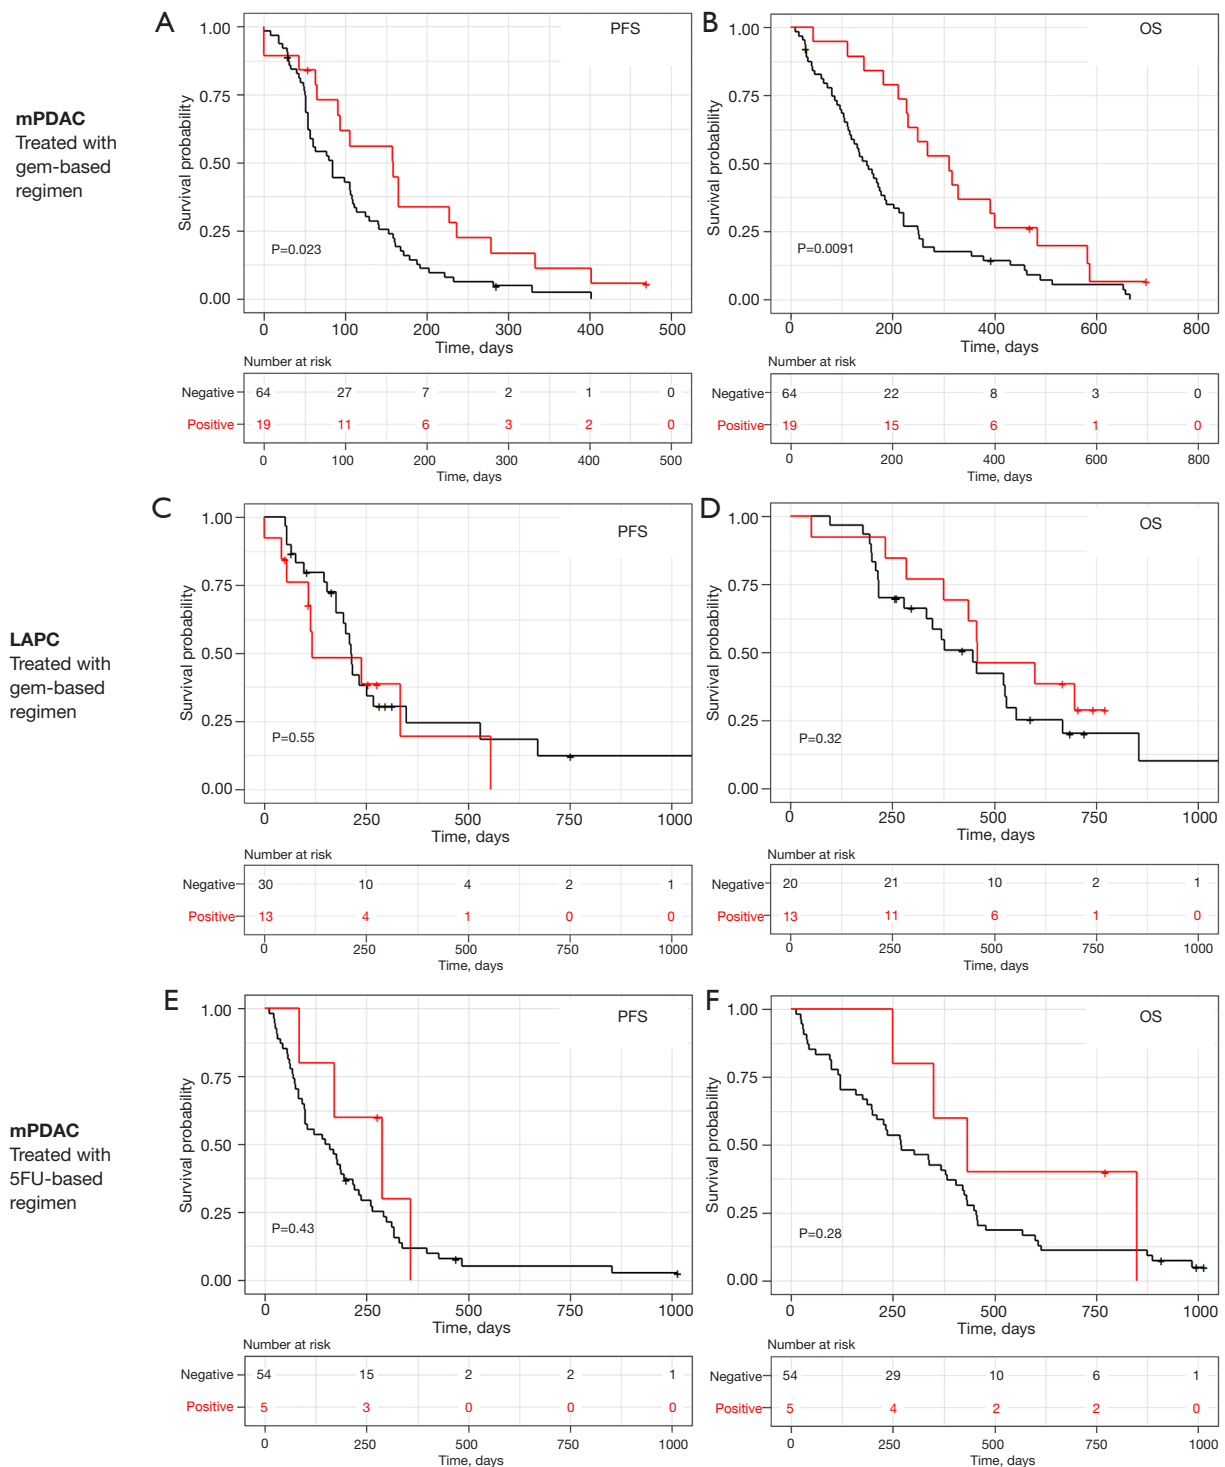 A
PFS
1.00
0.75
0.50
0.25
0.00
Survival probability
P=0.023
0 100 200 300 400 500
Time, days
Number at risk
Negative 64 27 7 2 1 0
Positive 19 11 6 3 2 0
0 100 200 300 400 500
Time, days
B
OS
1.00
0.75
0.50
0.25
0.00
Survival probability
P=0.0091
0 200 400 600 800
Time, days
Number at risk
Negative 64 22 8 3 0
Positive 19 15 6 1 0
0 200 400 600 800
Time, days
mPDAC
Treated with
gem-based
regimen
C
PFS
1.00
0.75
0.50
0.25
0.00
Survival probability
P=0.55
0 250 500 750 1000
Time, days
Number at risk
Negative 30 10 4 2 1
Positive 13 4 1 0 0
0 250 500 750 1000
Time, days
D
OS
1.00
0.75
0.50
0.25
0.00
Survival probability
P=0.32
0 250 500 750 1000
Time, days
Number at risk
Negative 20 21 10 2 1
Positive 13 11 6 1 0
0 250 500 750 1000
Time, days
LAPC
Treated with
gem-based
regimen
E
PFS
1.00
0.75
0.50
0.25
0.00
Survival probability
P=0.43
0 250 500 750 1000
Time, days
Number at risk
Negative 54 15 2 2 1
Positive 5 3 0 0 0
0 250 500 750 1000
Time, days
F
OS
1.00
0.75
0.50
0.25
0.00
Survival probability
P=0.28
0 250 500 750 1000
Time, days
Number at risk
Negative 54 29 10 6 1
Positive 5 4 2 2 0
0 250 500 750 1000
Time, days
mPDAC
Treated with
5FU-based
regimen